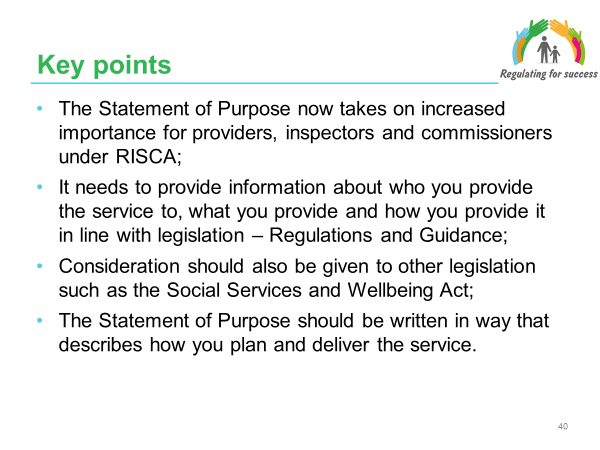 Regulating for success
Key points
• The Statement of Purpose now takes on increased
importance for providers, inspectors and commissioners
under RISCA;
• It needs to provide information about who you provide
the service to, what you provide and how you provide it
in line with legislation – Regulations and Guidance;
• Consideration should also be given to other legislation
such as the Social Services and Wellbeing Act;
• The Statement of Purpose should be written in way that
describes how you plan and deliver the service.
40